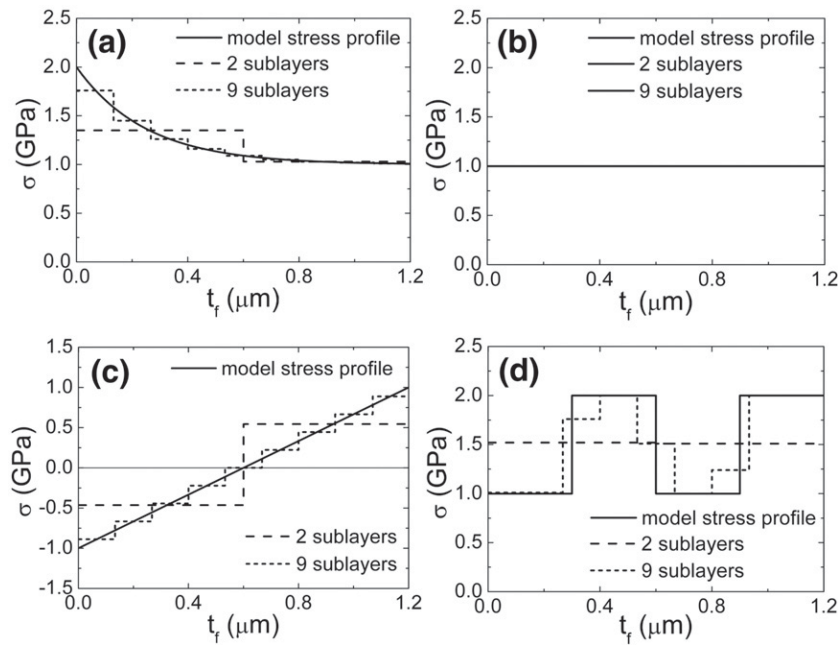 (a)
model stress profile
2 sublayers
9 sublayers
2.5
2.0
1.5
1.0
0.5
0.0
σ (GPa)
0.0 0.4 0.8 1.2
t_f (μm)
(b)
model stress profile
2 sublayers
9 sublayers
2.5
2.0
1.5
1.0
0.5
0.0
σ (GPa)
0.0 0.4 0.8 1.2
t_f (μm)
(c)
model stress profile
1.5
1.0
0.5
0.0
-0.5
-1.0
-1.5
σ (GPa)
2 sublayers
9 sublayers
0.0 0.4 0.8 1.2
t_f (μm)
(d)
2.5
2.0
1.5
1.0
0.5
0.0
σ (GPa)
model stress profile
2 sublayers
9 sublayers
0.0 0.4 0.8 1.2
t_f (μm)